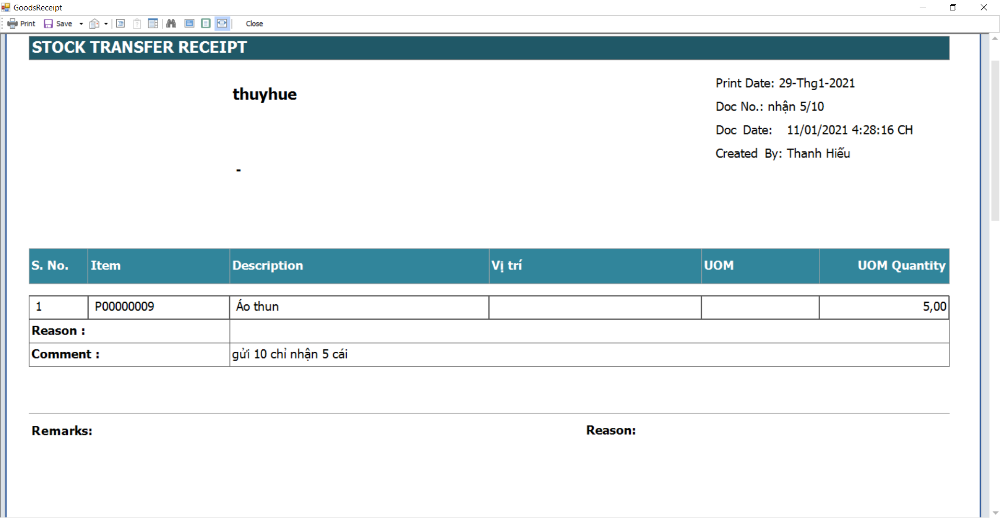 GoodsReceipt
Print Save Close
STOCK TRANSFER RECEIPT
thuyhue
Print Date: 29-Thg1-2021
Doc No.: nhận 5/10
Doc Date: 11/01/2021 4:28:16 CH
Created By: Thanh Hiếu
-
S. No. Item Description Vị trí UOM UOM Quantity
1 P00000009 Áo thun 5,00
Reason :
Comment : gửi 10 chỉ nhận 5 cái
Remarks: Reason: